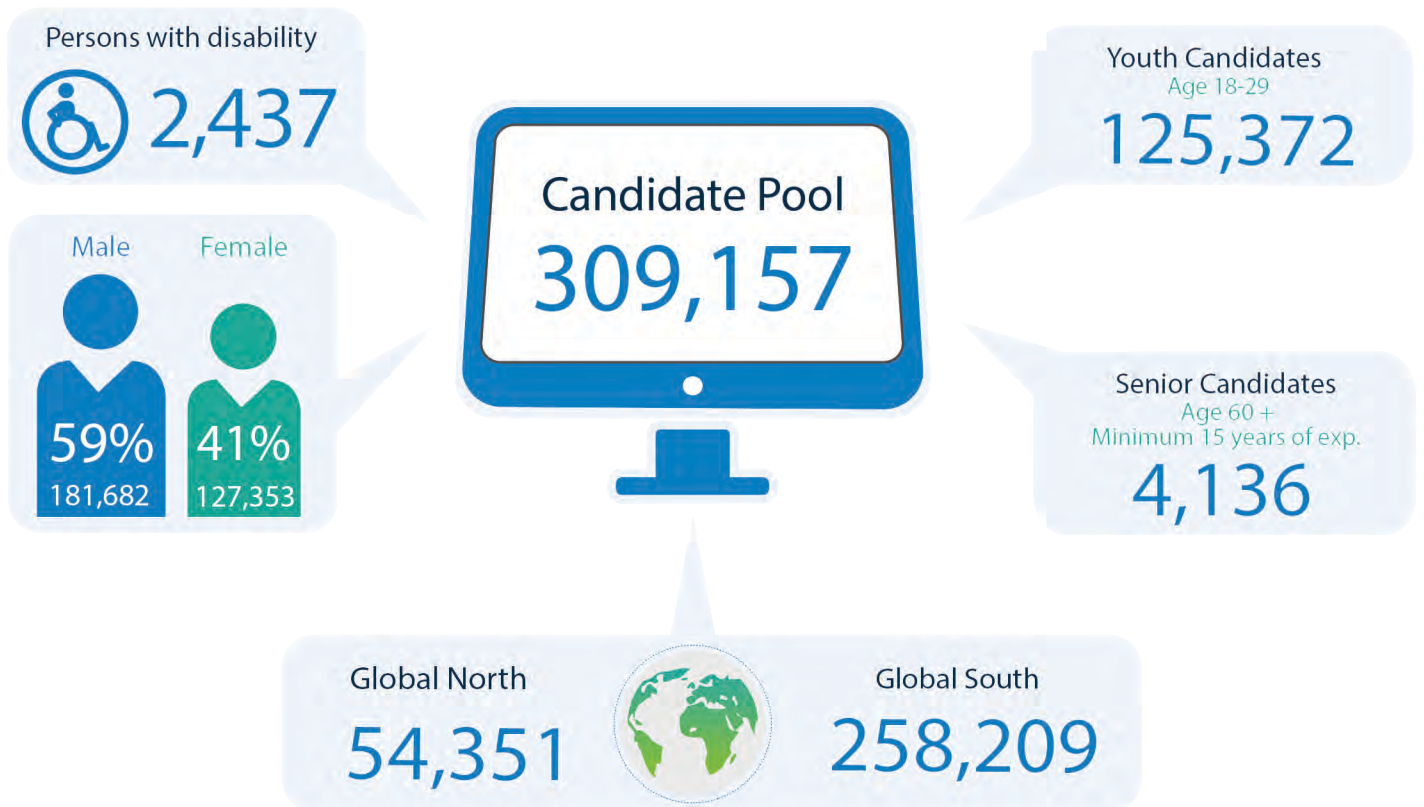 Persons with disability
2,437
Male
Female
59%
181,682
41%
127,353
Candidate Pool
309,157
Youth Candidates
Age 18-29
125,372
Senior Candidates
Age 60 +
Minimum 15 years of exp.
4,136
Global North
54,351
Global South
258,209